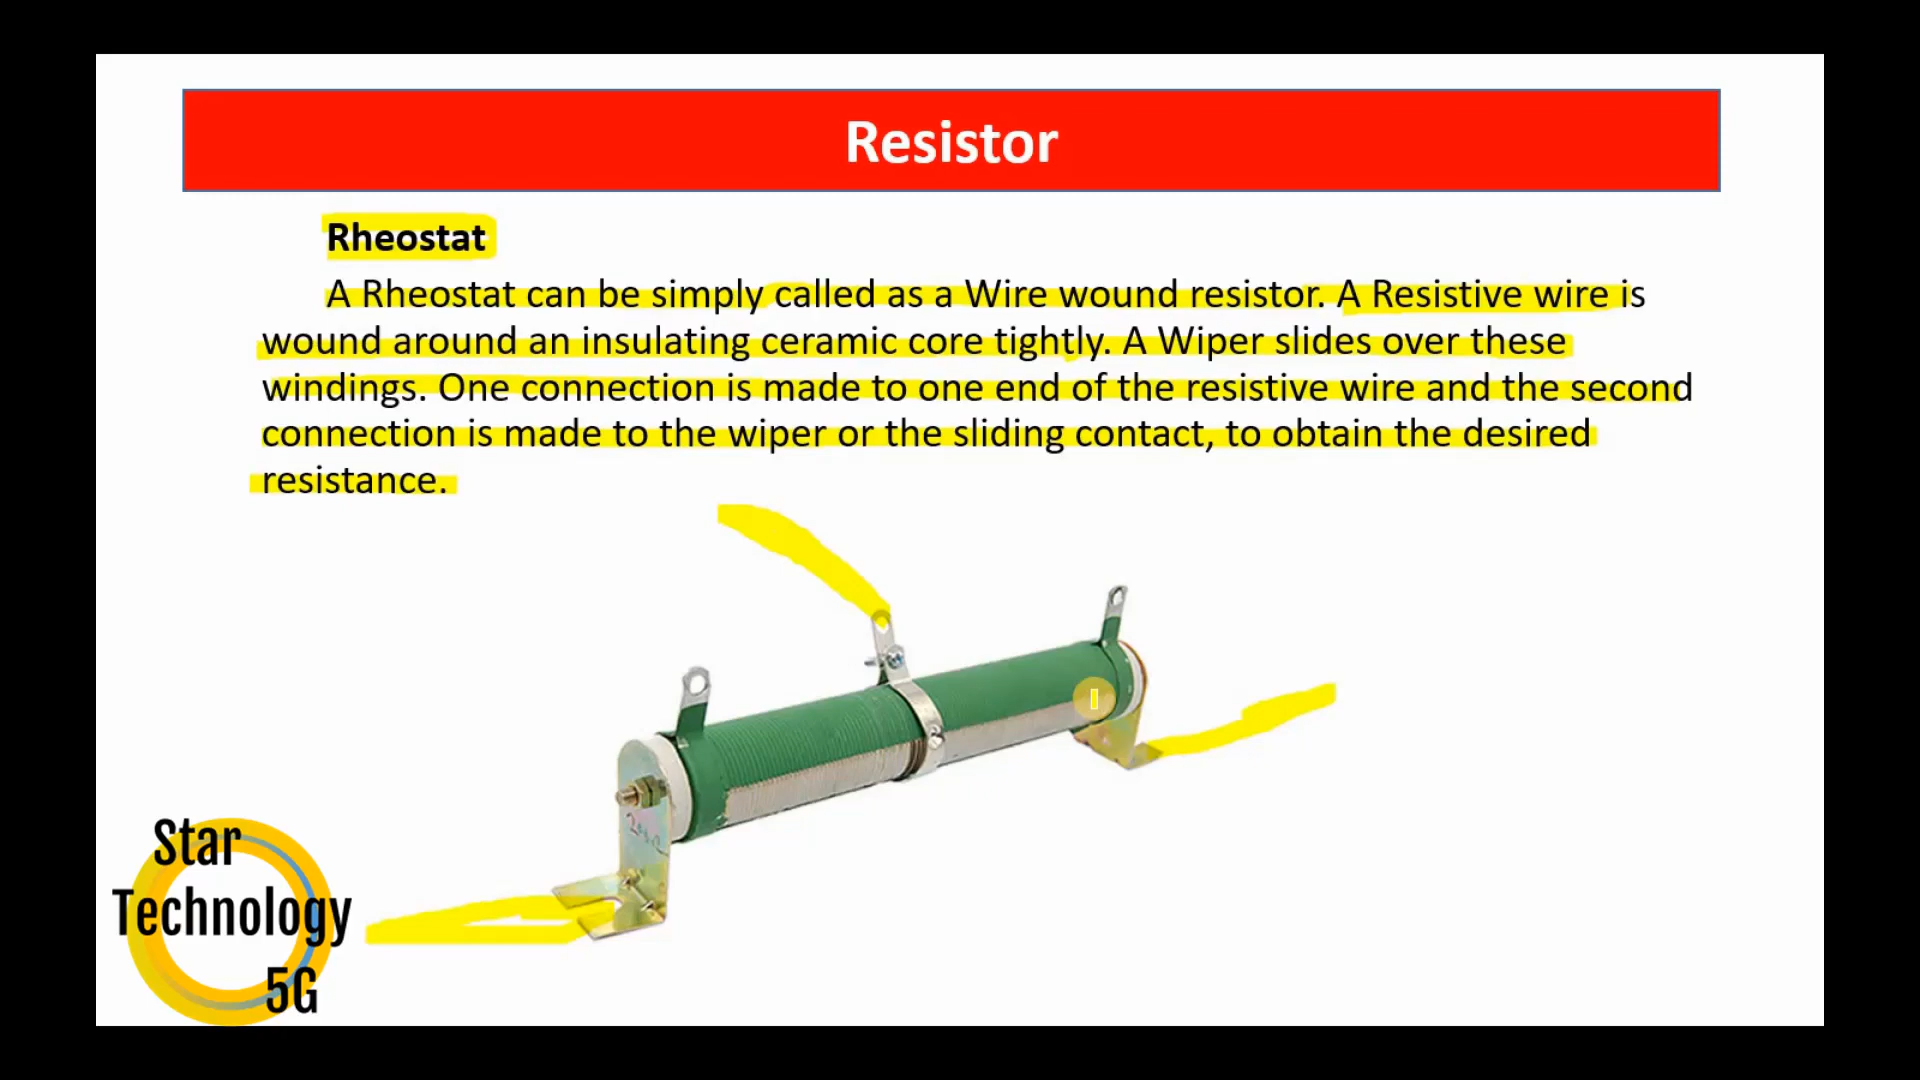 Resistor
Rheostat
A Rheostat can be simply called as a Wire wound resistor. A Resistive wire is
wound around an insulating ceramic core tightly. A Wiper slides over these
windings. One connection is made to one end of the resistive wire and the second
connection is made to the wiper or the sliding contact, to obtain the desired
resistance.
Star
Technology
5G